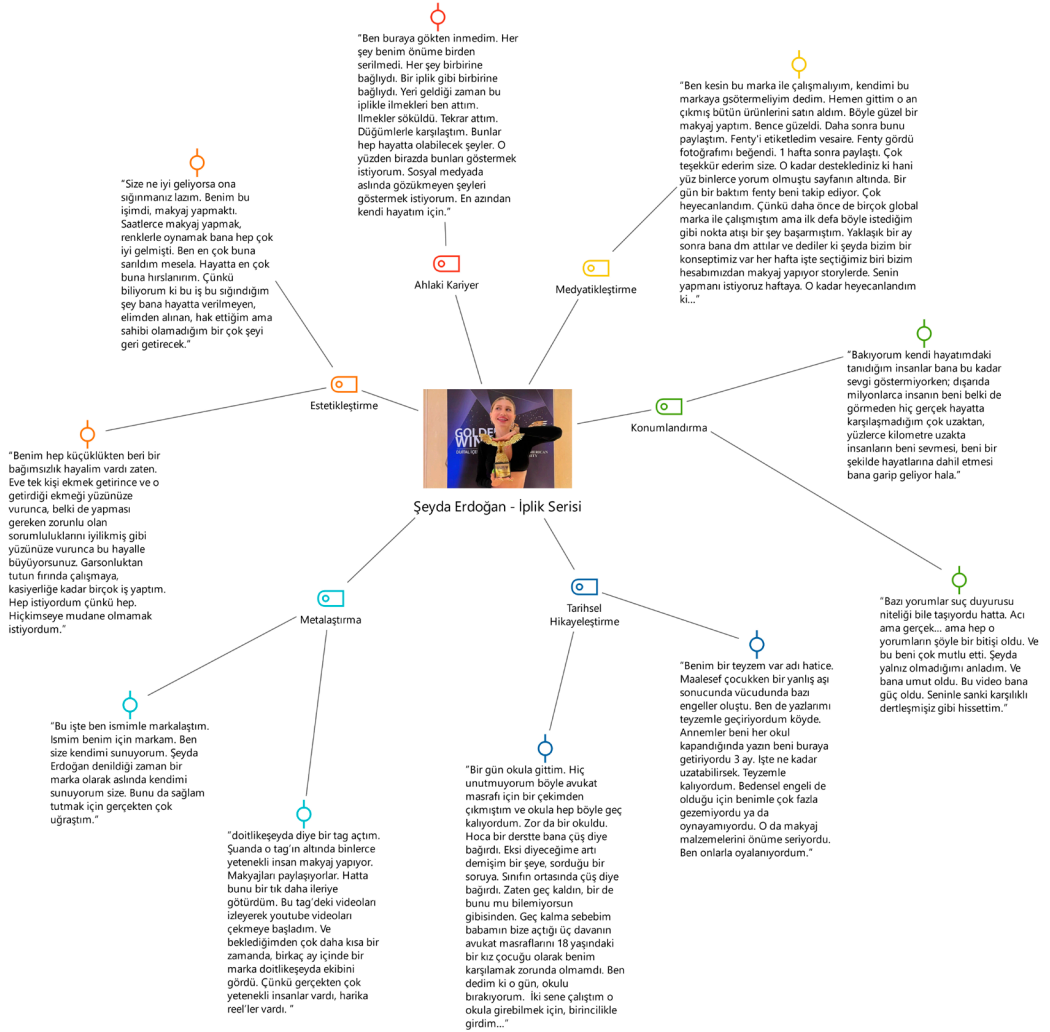 "Ben buraya gökten inmedim. Her
şey benim önüme birden
serilmedi. Her şey birbirine
bağlıydı. Bir iplik gibi birbirine
bağlıydı. Yeri geldiği zaman bu
iplikle ilmekleri ben attım.
Ilmekler söküldü. Tekrar attım.
Düğümlerle karşılaştım. Bunlar
hep hayatta olabilecek şeyler. O
yüzden birazda bunları göstermek
istiyorum. Sosyal medyada
aslında gözükmeyen şeyleri
göstermek istiyorum. En azından
kendi hayatım için."
Ahlaki Kariyer
"Ben kesin bu marka ile çalışmalıyım, kendimi bu
markaya gsötermeliyim dedim. Hemen gittim o an
çıkmış bütün ürünlerini satın aldım. Böyle güzel bir
makyaj yaptım. Bence güzeldi. Daha sonra bunu
paylaştım. Fenty'i etiketledim vesaire. Fenty gördü
fotoğrafımı beğendi. 1 hafta sonra paylaştı. Çok
teşekkür ederim size. O kadar desteklediniz ki hani
yüz binlerce yorum olmuştu sayfanın altında. Bir
gün bir baktım fenty beni takip ediyor. Çok
heyecanlandım. Çünkü daha önce de birçok global
marka ile çalışmıştım ama ilk defa böyle istediğim
gibi nokta atışı bir şey başarmıştım. Yaklaşık bir ay
sonra bana dm attılar ve dediler ki şeyda bizim bir
konseptimiz var her hafta işte seçtiğimiz biri bizim
hesabımızdan makyaj yapıyor storylerde. Senin
yapmanı istiyoruz haftaya. O kadar heyecanlandım
ki..."
Medyatikleştirme
"Size ne iyi geliyorsa ona
sığınmanız lazım. Benim bu
işimdi, makyaj yapmaktı.
Saatlerce makyaj yapmak,
renklerle oynamak bana hep çok
iyi gelmişti. Ben en çok buna
sarıldım mesela. Hayatta en çok
buna hırslanırım. Çünkü
biliyorum ki bu iş bu sığındığım
şey bana hayatta verilmeyen,
elimden alınan, hak ettiğim ama
sahibi olamadığım bir çok şeyi
geri getirecek."
Estetikleştirme
"Bakıyorum kendi hayatımdaki
tanıdığım insanlar bana bu kadar
sevgi göstermiyorken; dışarıda
milyonlarca insanın beni belki de
görmeden hiç gerçek hayatta
karşılaşmadığım çok uzaktan,
yüzlerce kilometre uzakta
insanların beni sevmesi, beni bir
şekilde hayatlarına dahil etmesi
bana garip geliyor hala."
Konumlandırma
GOLDEN
WIN
Şeyda Erdoğan - İplik Serisi
"Benim hep küçüklükten beri bir
bağımsızlık hayalim vardı zaten.
Eve tek kişi ekmek getirince ve o
getirdiği ekmeği yüzünüze
vurunca, belki de yapması
gereken zorunlu olan
sorumluluklarını iyilikmiş gibi
yüzünüze vurunca bu hayalle
büyüyorsunuz. Garsonluktan
tutun fırında çalışmaya,
kasiyerliğe kadar birçok iş yaptım.
Hep istiyordum çünkü hep.
Hiçkimseye mudane olmamak
istiyordum."
Metalaştırma
Tarihsel
Hikayeleştirme
"Bazı yorumlar suç duyurusu
niteliği bile taşıyordu hatta. Acı
ama gerçek... ama hep o
yorumların şöyle bir bitişi oldu. Ve
bu beni çok mutlu etti. Şeyda
yalnız olmadığımı anladım. Ve
bana umut oldu. Bu video bana
güç oldu. Seninle sanki karşılıklı
dertleşmişiz gibi hissettim."
"Benim bir teyzem var adı hatice.
Maalesef çocukken bir yanlış aşı
sonucunda vücudunda bazı
engeller oluştu. Ben de yazlarımı
teyzemle geçiriyordum köyde.
Annemler beni her okul
kapandığında yazın beni buraya
getiriyordu 3 ay. Işte ne kadar
uzatabilirsek. Teyzemle
kalıyordum. Bedensel engeli de
olduğu için benimle çok fazla
gezemiyordu ya da
oynayamıyordu. O da makyaj
malzemelerini önüme seriyordu.
Ben onlarla oyalanıyordum."
"Bu işte ben ismimle markalaştım.
Ismim benim için markam. Ben
size kendimi sunuyorum. Şeyda
Erdoğan denildiği zaman bir
marka olarak aslında kendimi
sunuyorum size. Bunu da sağlam
tutmak için gerçekten çok
uğraştım."
"doitlikeşeyda diye bir tag açtım.
Şuanda o tag'ın altında binlerce
yetenekli insan makyaj yapıyor.
Makyajları paylaşıyorlar. Hatta
bunu bir tık daha ileriye
götürdüm. Bu tag'deki videoları
izleyerek youtube videoları
çekmeye başladım. Ve
beklediğimden çok daha kısa bir
zamanda, birkaç ay içinde bir
marka doitlikeşeyda ekibini
gördü. Çünkü gerçekten çok
yetenekli insanlar vardı, harika
reel'ler vardı. "
"Bir gün okula gittim. Hiç
unutmuyorum böyle avukat
masrafı için bir çekimden
çıkmıştım ve okula hep böyle geç
kalıyordum. Zor da bir okuldu.
Hoca bir derstte bana çüş diye
bağırdı. Eksi diyeceğime artı
demişim bir şeye, sorduğu bir
soruya. Sınıfın ortasında çüş diye
bağırdı. Zaten geç kaldın, bir de
bunu mu bilemiyorsun
gibisinden. Geç kalma sebebim
babamın bize açtığı üç davanın
avukat masraflarını 18 yaşındaki
bir kız çocuğu olarak benim
karşılamak zorunda olmamdı. Ben
dedim ki o gün, okulu
bırakıyorum.  İki sene çalıştım o
okula girebilmek için, birincilikle
girdim..."